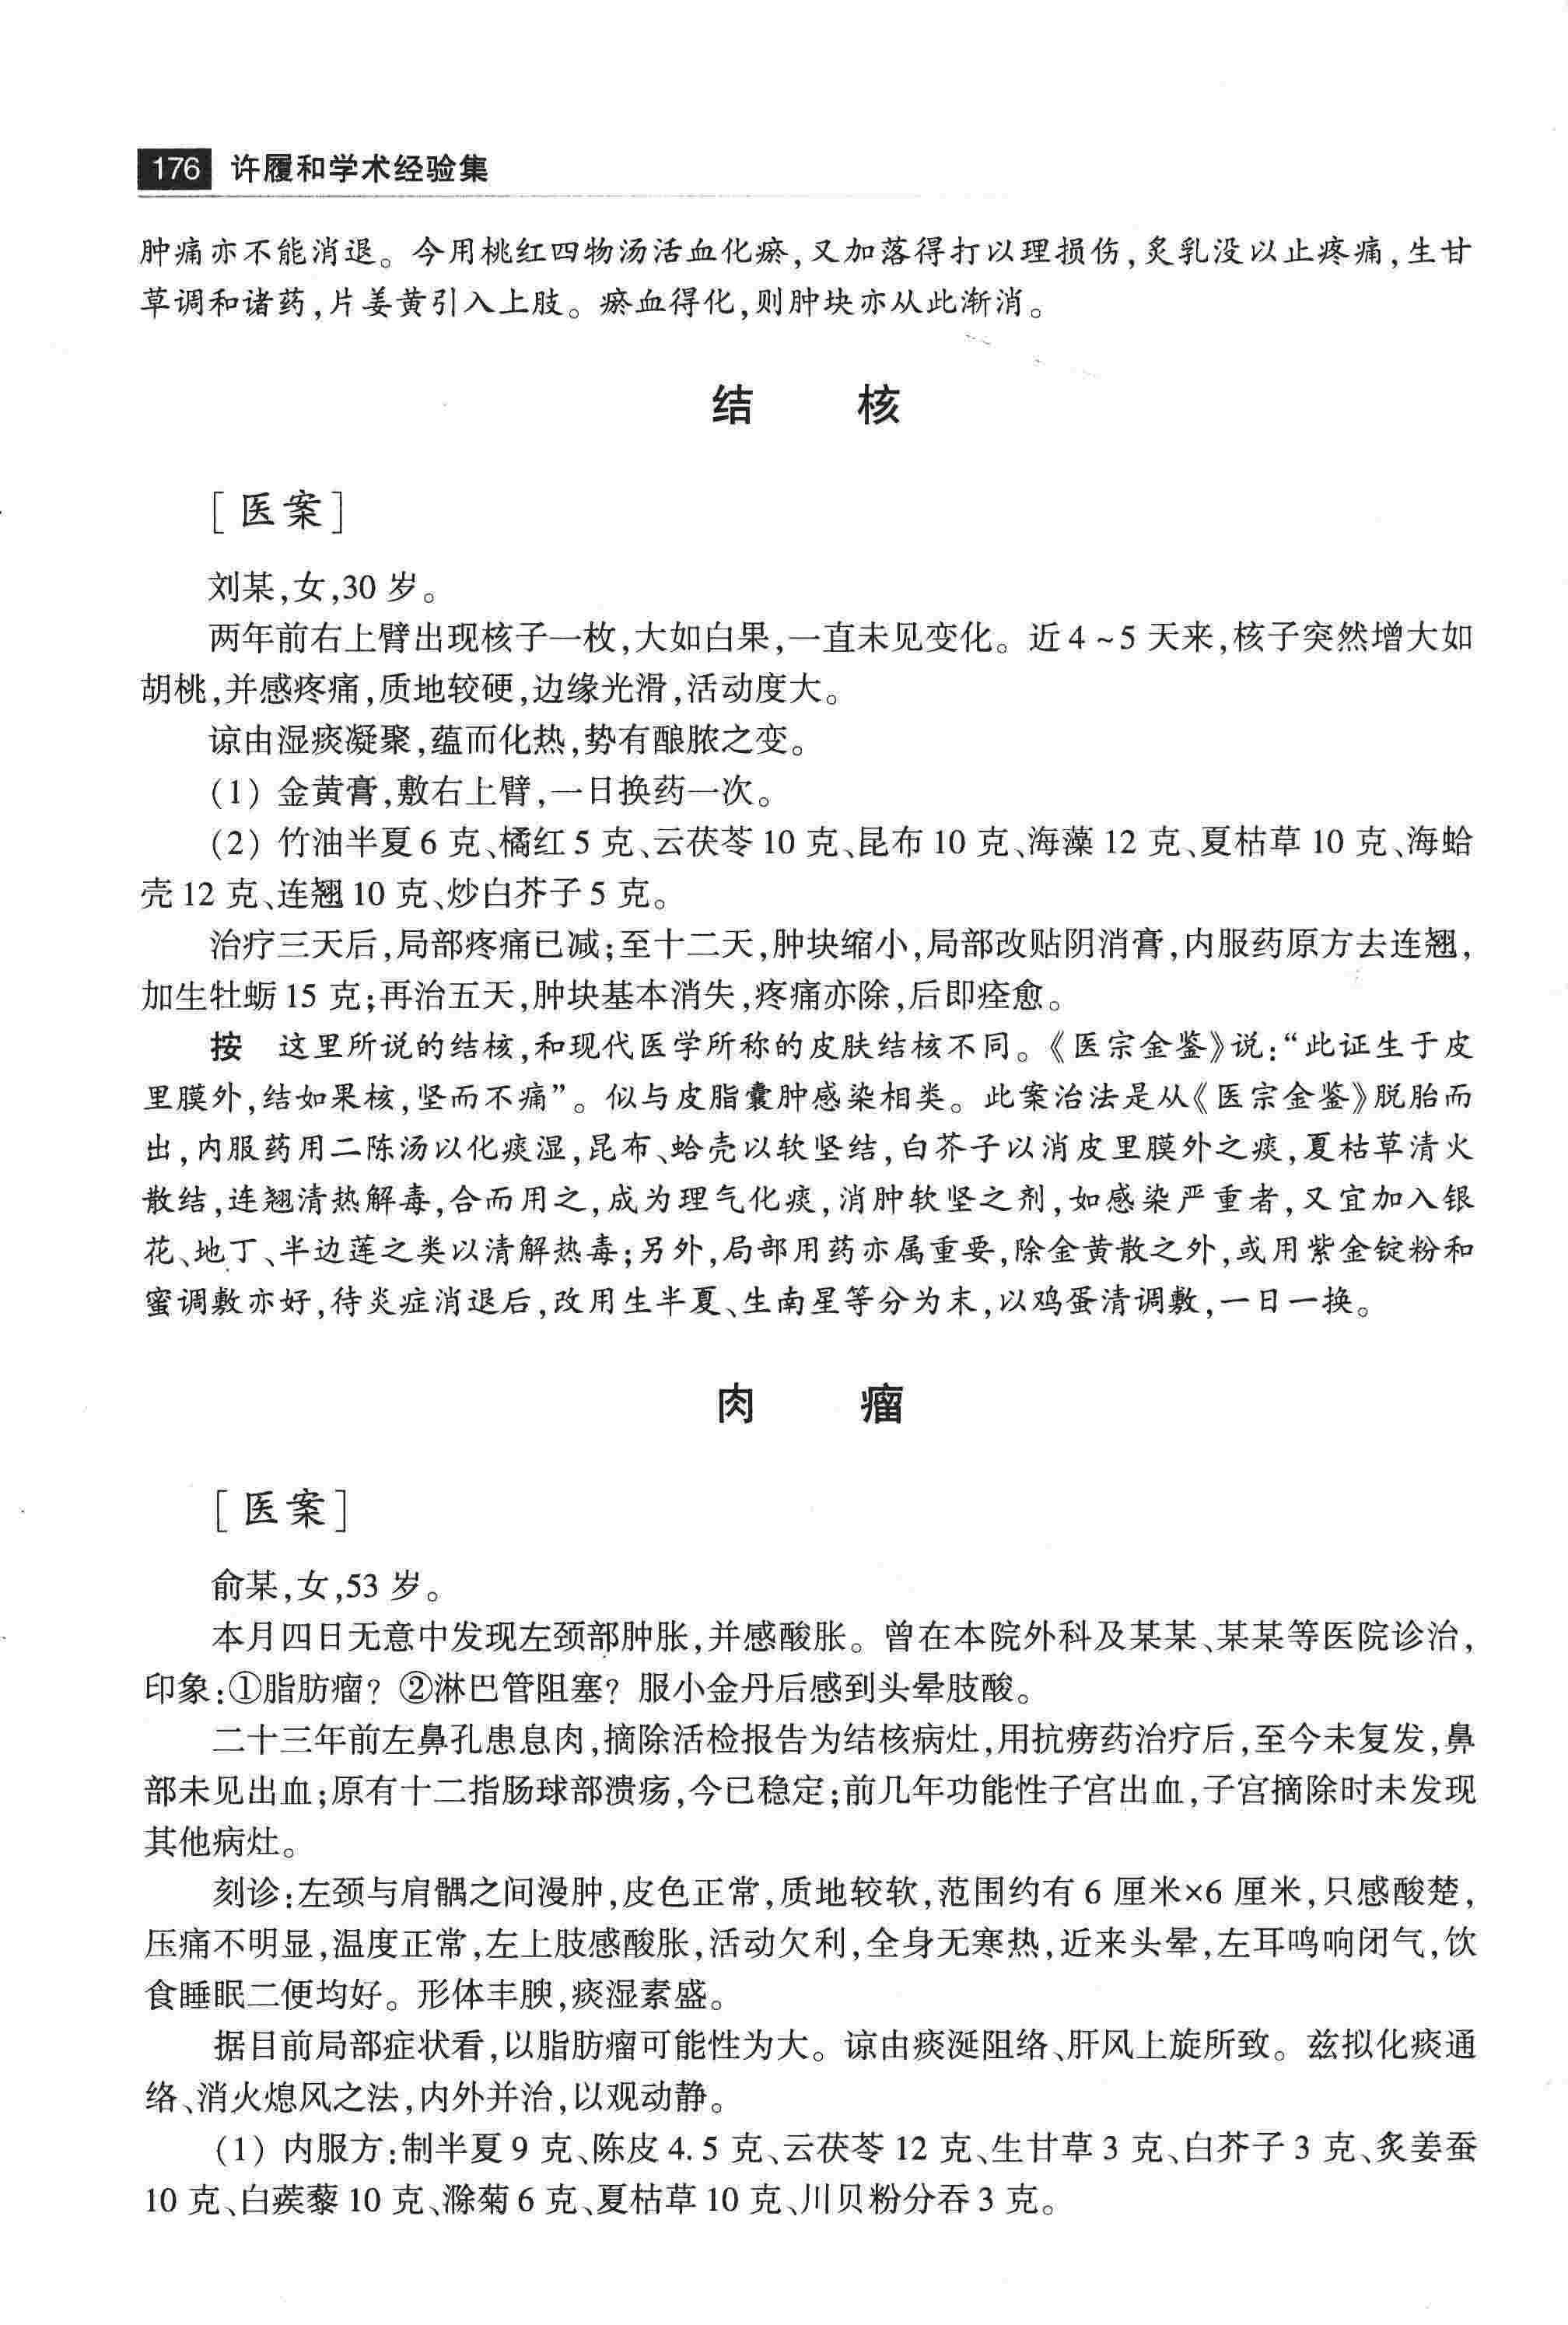 176 许履和学术经验集
肿痛亦不能消退。今用桃红四物汤活血化瘀,又加落得打以理损伤,炙乳没以止疼痛,生甘
草调和诸药,片姜黄引入上肢。瘀血得化,则肿块亦从此渐消。
结 核
[医案]
刘某,女,30 岁。
两年前右上臂出现核子一枚,大如白果,一直未见变化。近 4 ~ 5 天来,核子突然增大如
胡桃,并感疼痛,质地较硬,边缘光滑,活动度大。
谅由湿痰凝聚,蕴而化热,势有酿脓之变。
(1) 金黄膏,敷右上臂,一日换药一次。
(2) 竹油半夏 6 克、橘红 5 克、云茯苓 10 克、昆布 10 克、海藻 12 克、夏枯草 10 克、海蛤
壳 12 克、连翘 10 克、炒白芥子 5 克。
治疗三天后,局部疼痛已减;至十二天,肿块缩小,局部改贴阴消膏,内服药原方去连翘,
加生牡蛎 15 克;再治五天,肿块基本消失,疼痛亦除,后即痊愈。
按 这里所说的结核,和现代医学所称的皮肤结核不同。《医宗金鉴》说:“此证生于皮
里膜外,结如果核,坚而不痛”。似与皮脂囊肿感染相类。此案治法是从《医宗金鉴》脱胎而
出,内服药用二陈汤以化痰湿,昆布、蛤壳以软坚结,白芥子以消皮里膜外之痰,夏枯草清火
散结,连翘清热解毒,合而用之,成为理气化痰,消肿软坚之剂,如感染严重者,又宜加入银
花、地丁、半边莲之类以清解热毒;另外,局部用药亦属重要,除金黄散之外,或用紫金锭粉和
蜜调敷亦好,待炎症消退后,改用生半夏、生南星等分为末,以鸡蛋清调敷,一日一换。
肉 瘤
[医案]
俞某,女,53 岁。
本月四日无意中发现左颈部肿胀,并感酸胀。曾在本院外科及某某、某某等医院诊治,
印象:①脂肪瘤? ②淋巴管阻塞? 服小金丹后感到头晕肢酸。
二十三年前左鼻孔患息肉,摘除活检报告为结核病灶,用抗痨药治疗后,至今未复发,鼻
部未见出血;原有十二指肠球部溃疡,今已稳定;前几年功能性子宫出血,子宫摘除时未发现
其他病灶。
刻诊:左颈与肩髃之间漫肿,皮色正常,质地较软,范围约有 6 厘米×6 厘米,只感酸楚,
压痛不明显,温度正常,左上肢感酸胀,活动欠利,全身无寒热,近来头晕,左耳鸣响闭气,饮
食睡眠二便均好。形体丰腴,痰湿素盛。
据目前局部症状看,以脂肪瘤可能性为大。谅由痰涎阻络、肝风上旋所致。兹拟化痰通
络、消火熄风之法,内外并治,以观动静。
(1) 内服方:制半夏 9 克、陈皮 4.5 克、云茯苓 12 克、生甘草 3 克、白芥子 3 克、炙姜蚕
10 克、白蒺藜 10 克、滁菊 6 克、夏枯草 10 克、川贝粉分吞 3 克。